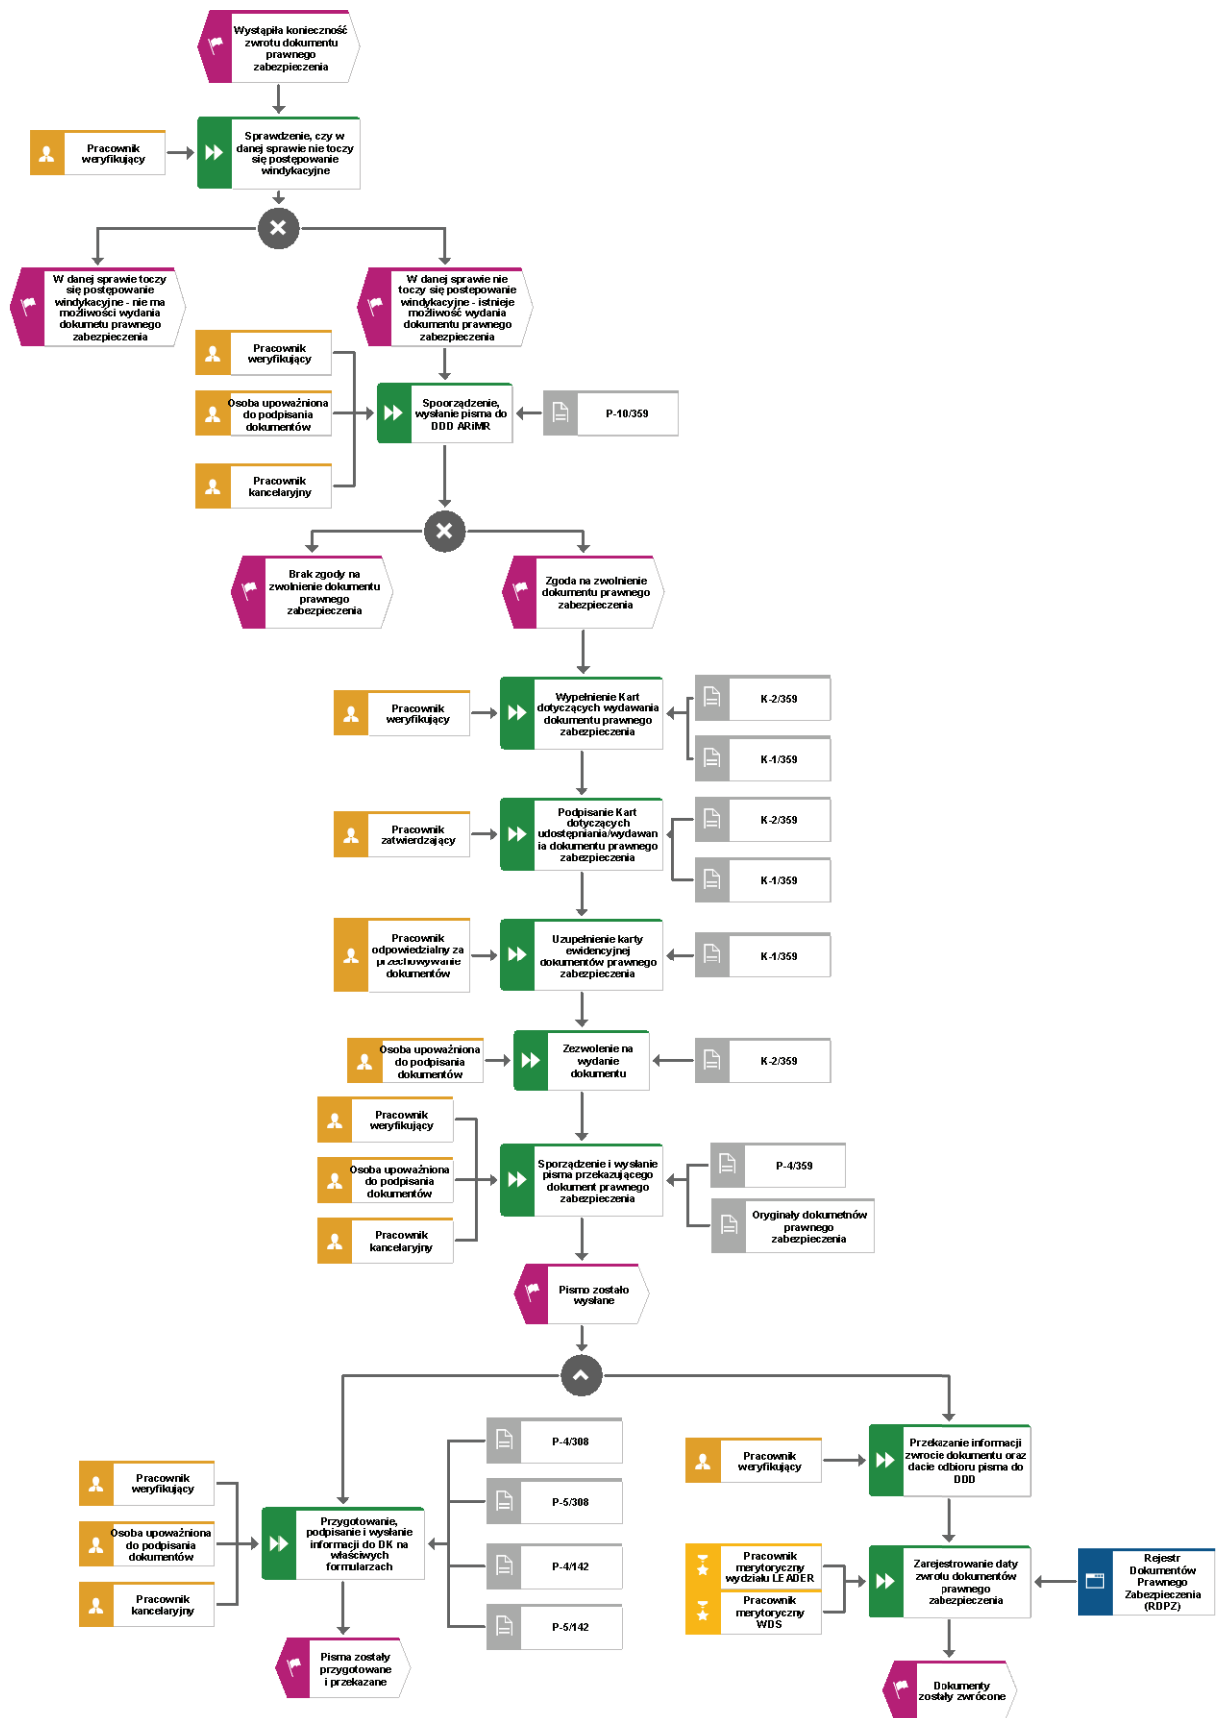 Wystąpiła konieczność
zwrotu dokumentu
prawnego
zabezpieczenia
Pracownik
weryfikujący
Sprawdzenie, czy w
danej sprawie nie toczy
się postępowanie
windykacyjne
W danej sprawie toczy
się postępowanie
windykacyjne - nie ma
możliwości wydania
dokumetu prawnego
zabezpieczenia
W danej sprawie nie
toczy się postepowanie
windykacyjne - istnieje
możliwość wydania
dokumentu prawnego
zabezpieczenia
Pracownik
weryfikujący
Osoba upoważniona
do podpisania
dokumentów
Pracownik
kancelaryjny
Spoorządzenie,
wysłanie pisma do
DDD ARiMR
P-10/359
Brak zgody na
zwolnienie dokumentu
prawnego
zabezpieczenia
Zgoda na zwolnienie
dokumentu prawnego
zabezpieczenia
Pracownik
weryfikujący
Wypełnienie Kart
dotyczących wydawania
dokumentu prawnego
zabezpieczenia
K-2/359
K-1/359
Pracownik
zatwierdzający
Podpisanie Kart
dotyczących
udostępniania/wydawan
ia dokumentu prawnego
zabezpieczenia
K-2/359
K-1/359
Pracownik
odpowiedzialny za
przechowywanie
dokumentów
Uzupełnienie karty
ewidencyjnej
dokumentów prawnego
zabezpieczenia
K-1/359
Osoba upoważniona
do podpisania
dokumentów
Zezwolenie na
wydanie
dokumentu
K-2/359
Pracownik
weryfikujący
Osoba upoważniona
do podpisania
dokumentów
Pracownik
kancelaryjny
Sporządzenie i wysłanie
pisma przekazującego
dokument prawnego
zabezpieczenia
P-4/359
Oryginały dokumetnów
prawnego
zabezpieczenia
Pismo zostało
wysłane
Pracownik
weryfikujący
Osoba upoważniona
do podpisania
dokumentów
Pracownik
kancelaryjny
Przygotowanie,
podpisanie i wysłanie
informacji do DK na
właściwych
formularzach
P-4/308
P-5/308
P-4/142
P-5/142
Pisma zostały
przygotowane
i przekazane
Pracownik
weryfikujący
Przekazanie informacji
zwrocie dokumentu oraz
dacie odbioru pisma do
DDD
Pracownik
merytoryczny
wydziału LEADER
Pracownik
merytoryczny
WDS
Zarejestrowanie daty
zwrotu dokumentów
prawnego
zabezpieczenia
Rejestr
Dokumentów
Prawnego
Zabezpieczenia
(RDPZ)
Dokumenty
zostały zwrócone